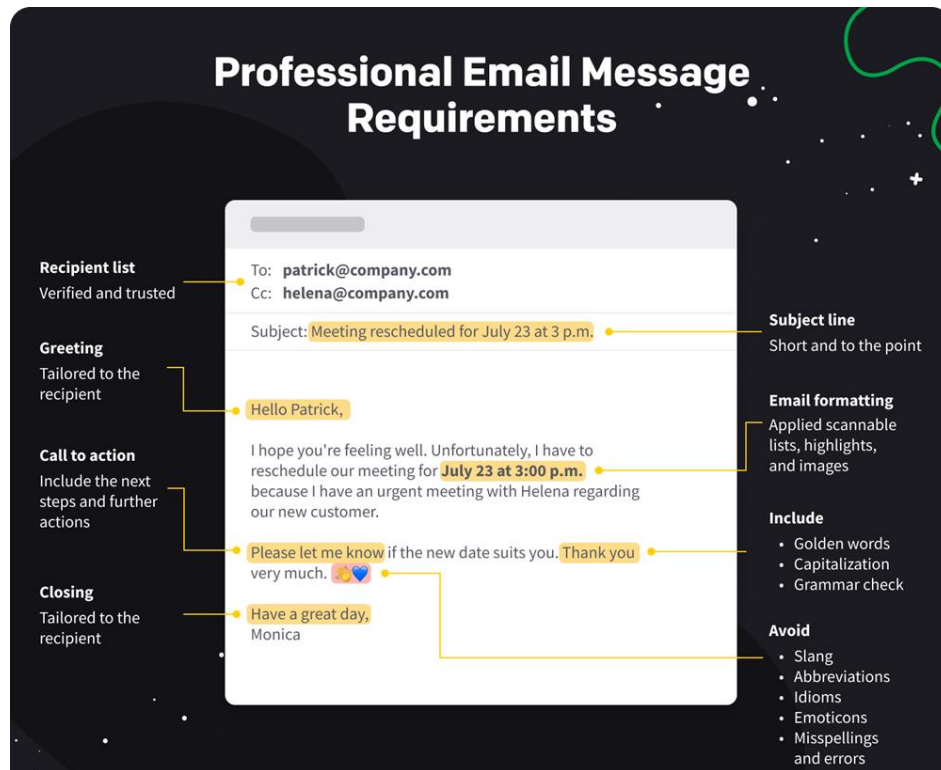 Professional Email Message
Requirements
Recipient list
Verified and trusted
Greeting
Tailored to the
recipient
Call to action
Include the next
steps and further
actions
Closing
Tailored to the
recipient
To: patrick@company.com
Cc: helena@company.com
Subject: Meeting rescheduled for July 23 at 3 p.m.
Hello Patrick,
I hope you're feeling well. Unfortunately, I have to
reschedule our meeting for July 23 at 3:00 p.m.
because I have an urgent meeting with Helena regarding
our new customer.
Please let me know if the new date suits you. Thank you
very much. 👏💙
Have a great day,
Monica
Subject line
Short and to the point
Email formatting
Applied scannable
lists, highlights,
and images
Include
• Golden words
• Capitalization
• Grammar check
Avoid
• Slang
• Abbreviations
• Idioms
• Emoticons
• Misspellings
and errors